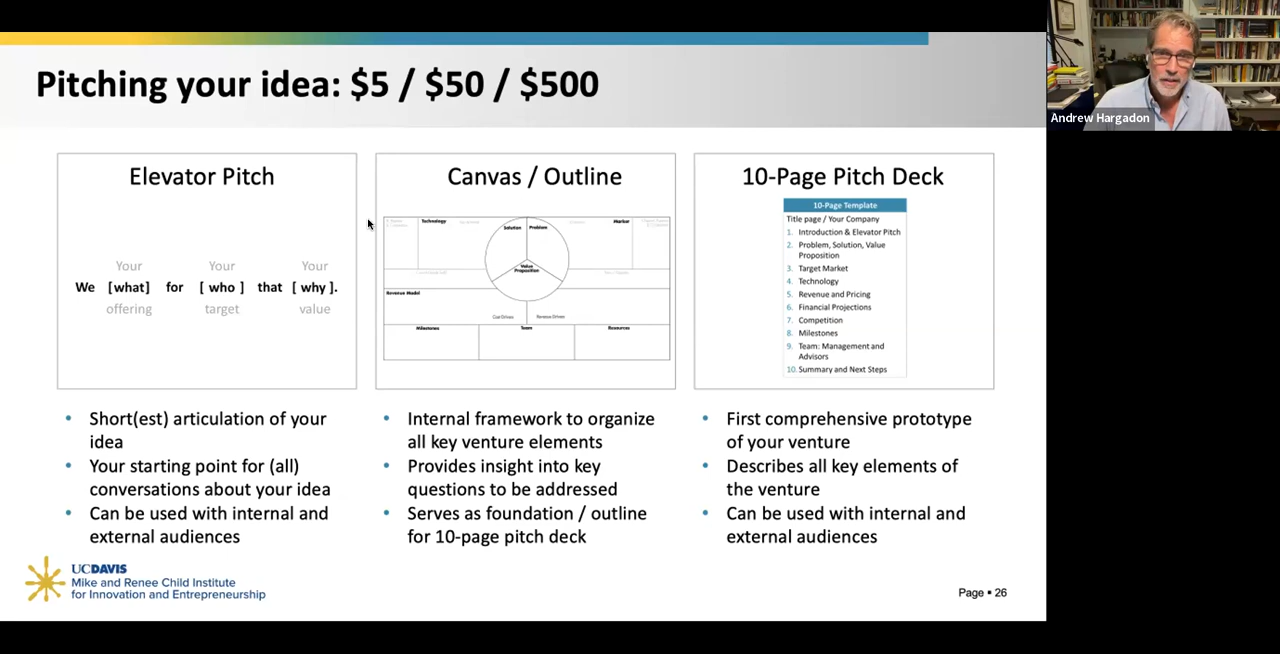 Pitching your idea: $5 / $50 / $500
Andrew Hargadon
Elevator Pitch
Your Your Your
We [what] for [ who ] that [ why ].
offering target value
Short(est) articulation of your
idea
Your starting point for (all)
conversations about your idea
Can be used with internal and
external audiences
Canvas / Outline
Technology
Solution
Problem
Market
Value
Proposition
Revenue Model
Cost Drivers
Revenue Drivers
Milestones
Team
Resources
Internal framework to organize
all key venture elements
Provides insight into key
questions to be addressed
Serves as foundation / outline
for 10-page pitch deck
10-Page Pitch Deck
10-Page Template
Title page / Your Company
1. Introduction & Elevator Pitch
2. Problem, Solution, Value
Proposition
3. Target Market
4. Technology
5. Revenue and Pricing
6. Financial Projections
7. Competition
8. Milestones
9. Team: Management and
Advisors
10. Summary and Next Steps
First comprehensive prototype
of your venture
Describes all key elements of
the venture
Can be used with internal and
external audiences
UCDAVIS
Mike and Renee Child Institute
for Innovation and Entrepreneurship
Page ▪ 26